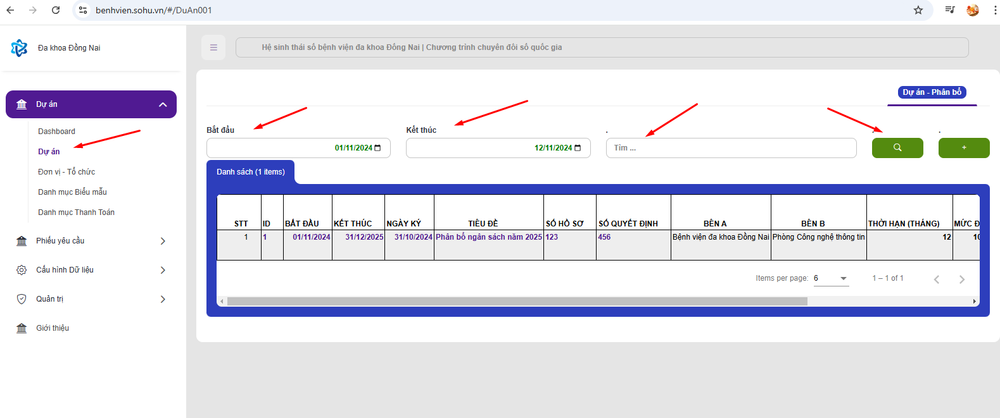 benhvien.sohu.vn/#/DuAn001
Đa khoa Đồng Nai
Hệ sinh thái số bệnh viện đa khoa Đồng Nai | Chương trình chuyển đổi số quốc gia
Dự án
Dashboard
Dự án
Đơn vị - Tổ chức
Danh mục Biểu mẫu
Danh mục Thanh Toán
Phiếu yêu cầu
Cấu hình Dữ liệu
Quản trị
Giới thiệu
Dự án - Phân bổ
Bắt đầu
Kết thúc
.
.
.
01/11/2024
12/11/2024
Tìm ...
+
Danh sách (1 items)
STT ID BẮT ĐẦU KẾT THÚC NGÀY KÝ TIÊU ĐỀ SỐ HỒ SƠ SỐ QUYẾT ĐỊNH BÊN A BÊN B THỜI HẠN (THÁNG) MỨC Đ
1 1 01/11/2024 31/12/2025 31/10/2024 Phân bổ ngân sách năm 2025 123 456 Bệnh viện đa khoa Đồng Nai Phòng Công nghệ thông tin 12 10
Items per page: 6 1 – 1 of 1